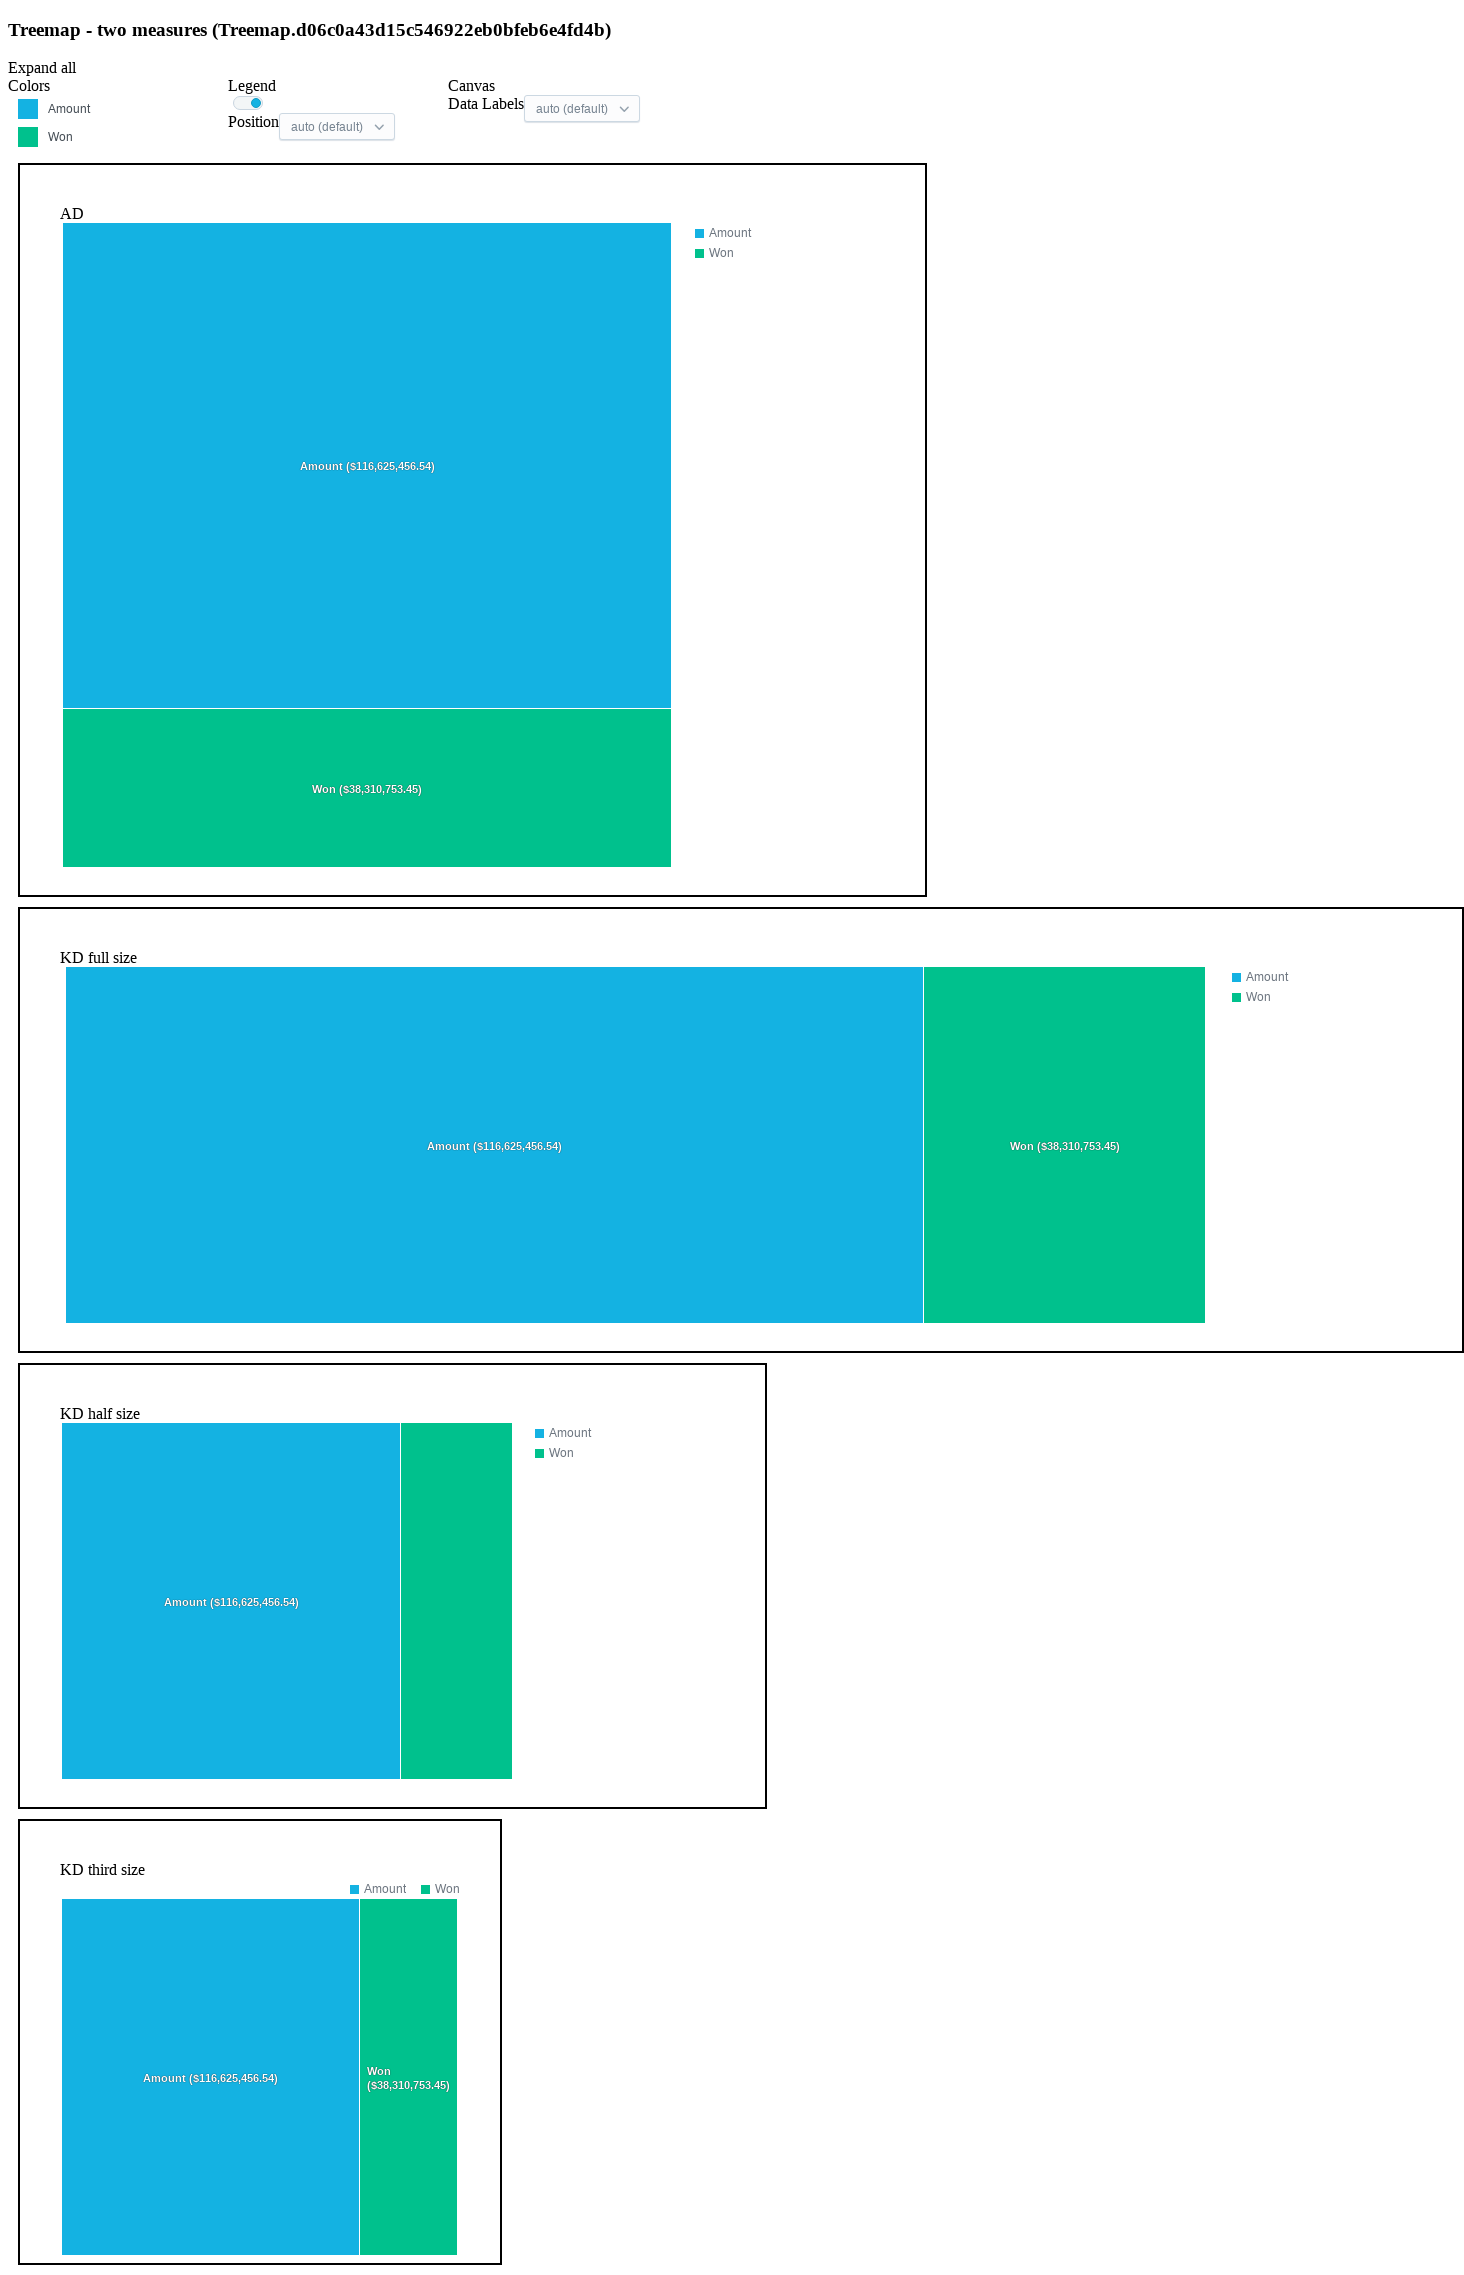 Treemap - two measures (Treemap.d06c0a43d15c546922eb0bfeb6e4fd4b)
Expand all
Colors
Amount
Won
Legend
Position auto (default)
Canvas
Data Labels auto (default)
AD
Amount
Won
Amount ($116,625,456.54)
Won ($38,310,753.45)
KD full size
Amount
Won
Amount ($116,625,456.54)
Won ($38,310,753.45)
KD half size
Amount
Won
Amount ($116,625,456.54)
KD third size
Amount Won
Amount ($116,625,456.54)
Won
($38,310,753.45)